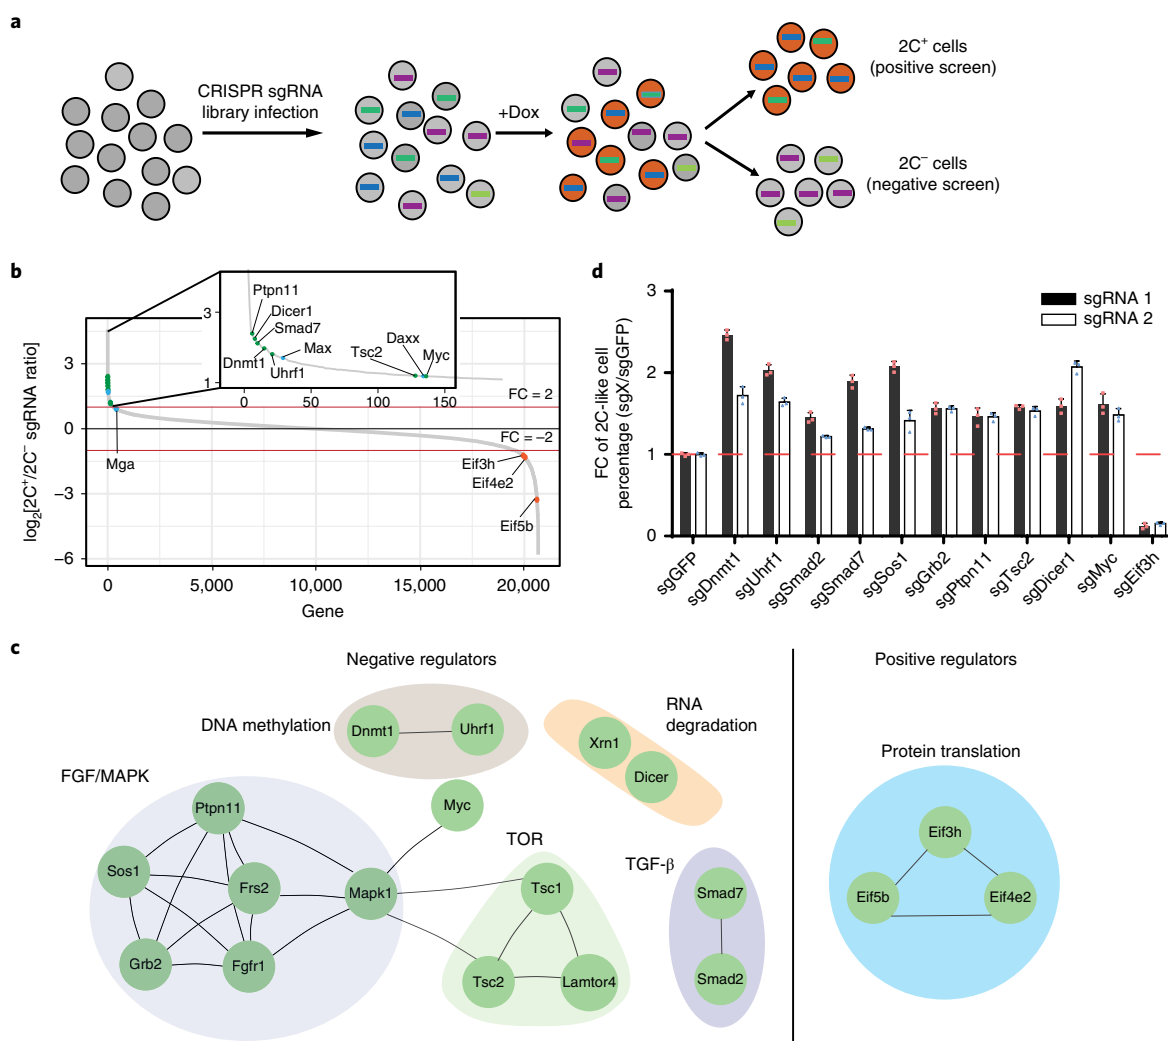 a
CRISPR sgRNA
library infection
+Dox
2C⁺ cells
(positive screen)
2C⁻ cells
(negative screen)
b
log₂[2C⁺/2C⁻ sgRNA ratio]
3
0
−3
−6
0
5,000
10,000
15,000
20,000
Gene
3
1
0
50
100
150
Ptpn11
Dicer1
Smad7
Dnmt1
Uhrf1
Max
Tsc2
Daxx
Myc
FC = 2
FC = −2
Mga
Eif3h
Eif4e2
Eif5b
d
FC of 2C-like cell
percentage (sgX/sgGFP)
3
2
1
0
sgRNA 1
sgRNA 2
sgGFP
sgDnmt1
sgUhrf1
sgSmad2
sgSmad7
sgSos1
sgGrb2
sgPtpn11
sgTsc2
sgDicer1
sgMyc
sgEif3h
c
Negative regulators
Positive regulators
DNA methylation
Dnmt1
Uhrf1
RNA
degradation
Xrn1
Dicer
FGF/MAPK
Ptpn11
Sos1
Frs2
Mapk1
Grb2
Fgfr1
Myc
TOR
Tsc1
Tsc2
Lamtor4
TGF-β
Smad7
Smad2
Protein translation
Eif3h
Eif5b
Eif4e2